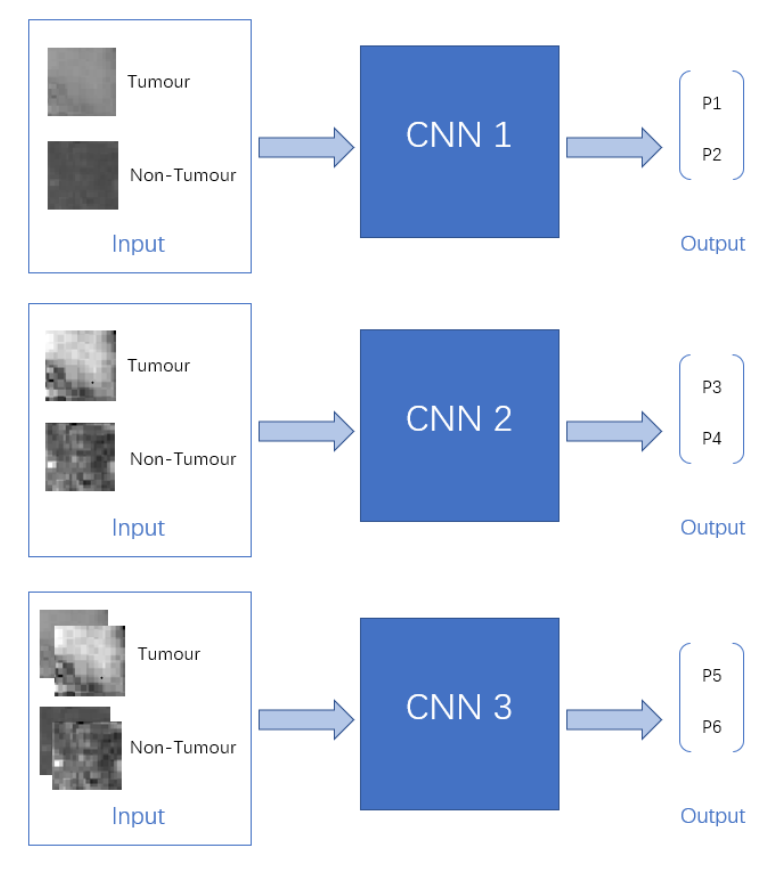 Tumour
CNN 1
P1
Non-Tumour
P2
Input
Output
Tumour
CNN 2
P3
Non-Tumour
P4
Input
Output
Tumour
CNN 3
P5
Non-Tumour
P6
Input
Output